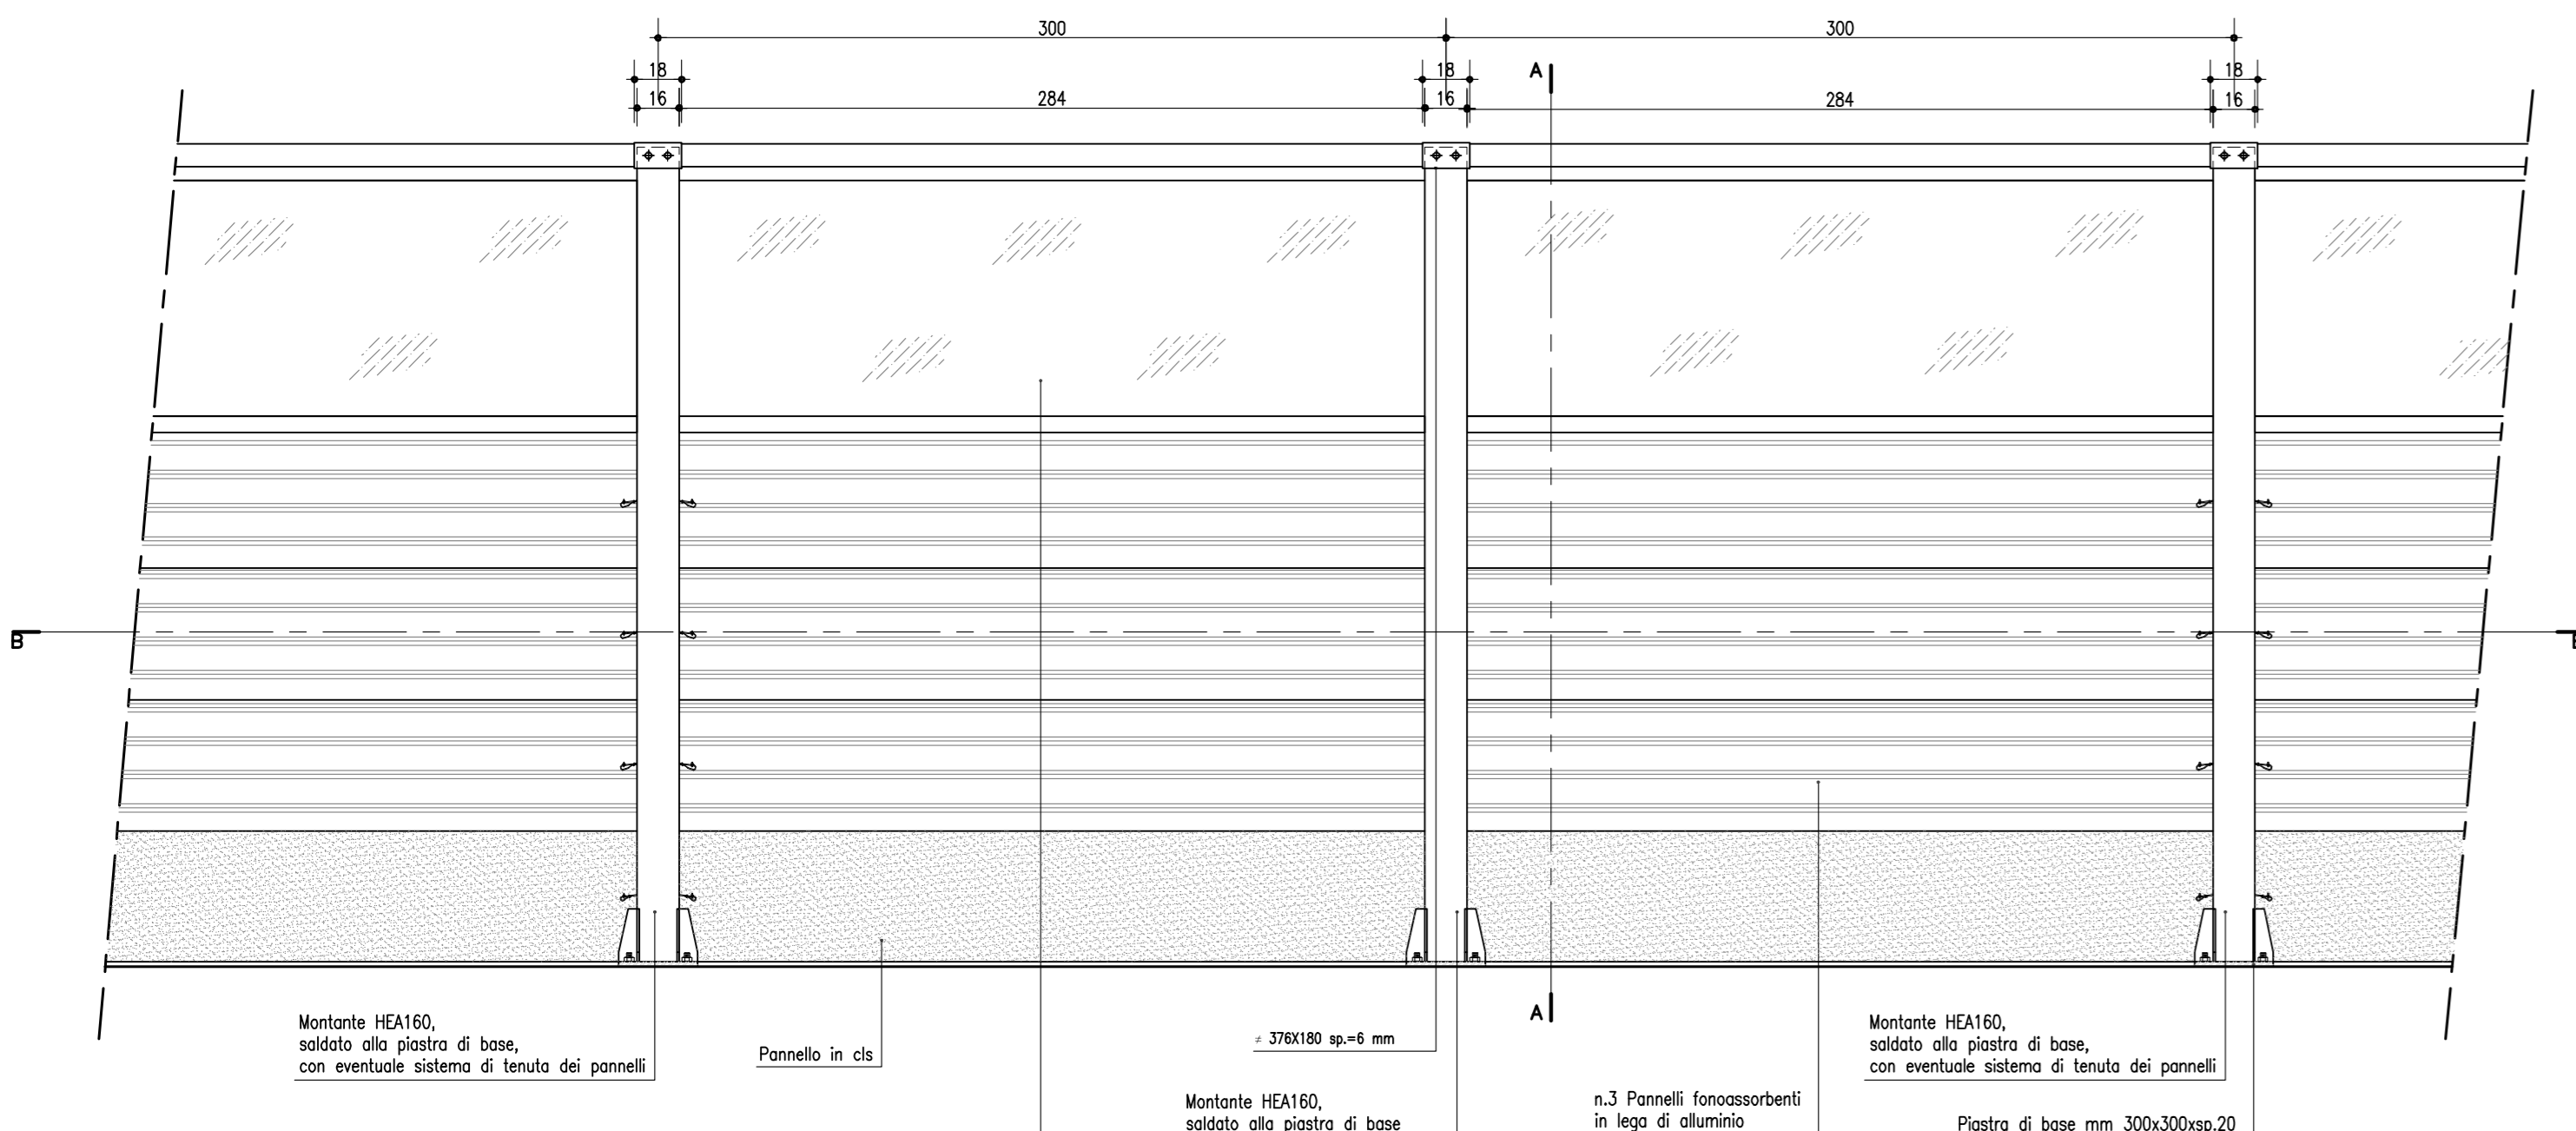 300
300
18
18
A
18
16
284
16
284
16
B
Montante HEA160,
saldato alla piastra di base,
con eventuale sistema di tenuta dei pannelli
Pannello in cls
≠ 376X180 sp.=6 mm
A
Montante HEA160,
saldato alla piastra di base,
con eventuale sistema di tenuta dei pannelli
Montante HEA160,
saldato alla piastra di base
n.3 Pannelli fonoassorbenti
in lega di alluminio
Piastra di base mm 300x300xsp.20